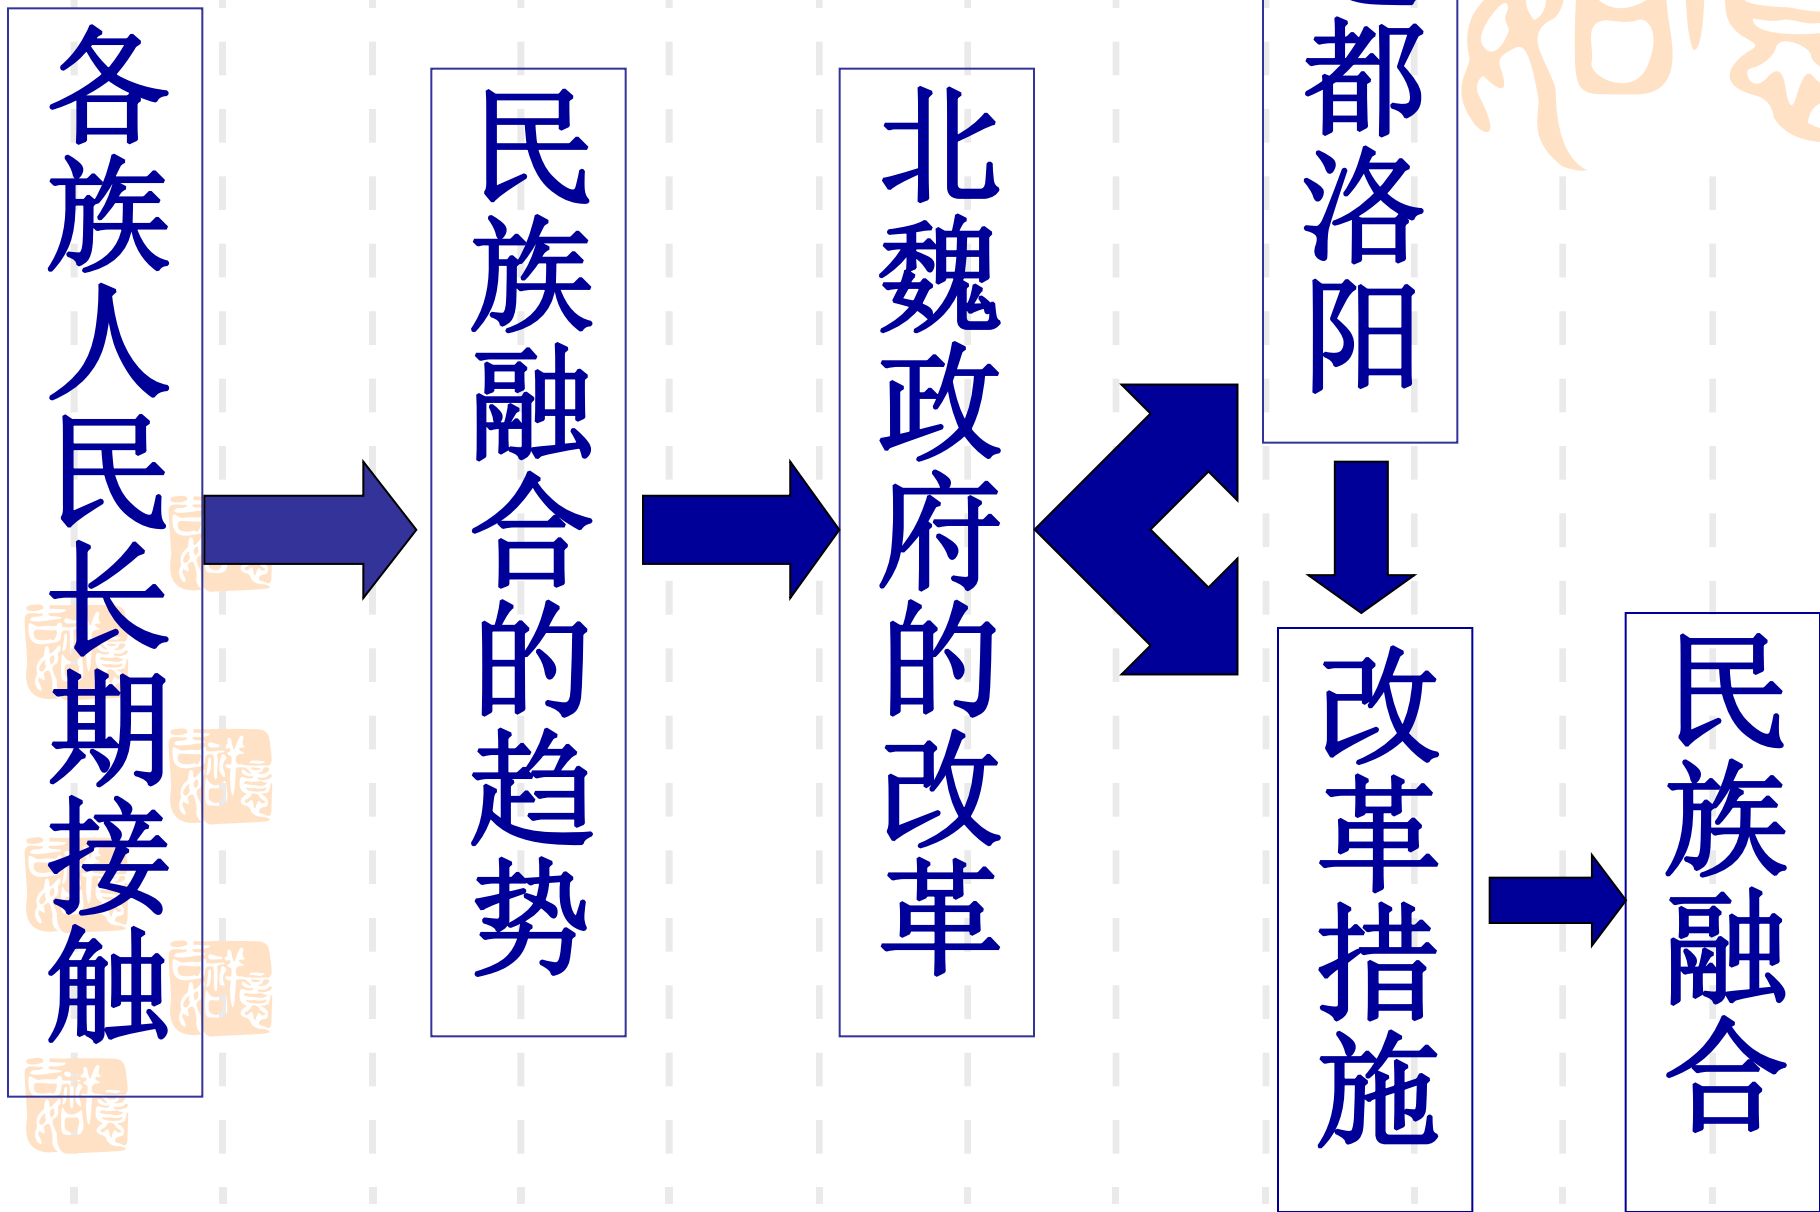 各族人民长期接触
民族融合的趋势
北魏政府的改革
都洛阳
改革措施
民族融合